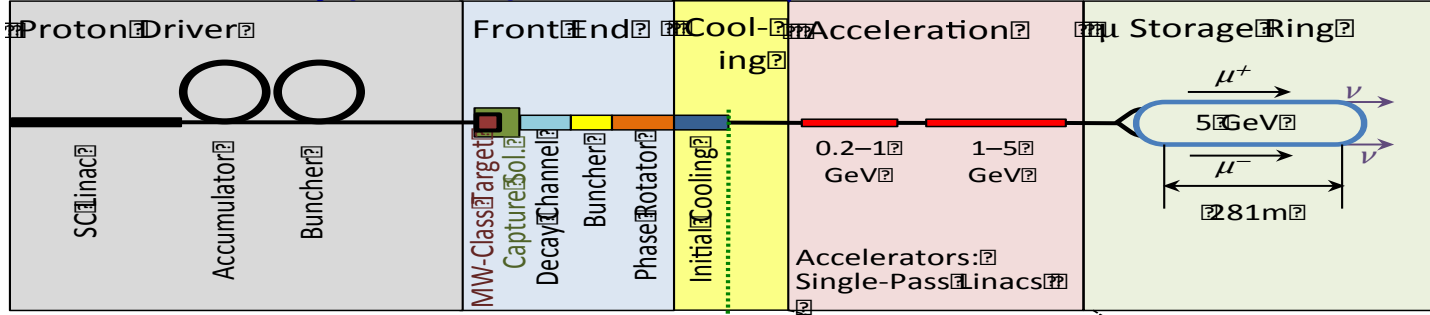 Proton Driver
Front End
Cool-
ing
Acceleration
μ Storage Ring
SC Linac
Accumulator
Buncher
MW-Class Target
Capture Sol.
Decay Channel
Buncher
Phase Rotator
Initial Cooling
0.2–1
GeV
1–5
GeV
Accelerators:
Single-Pass Linacs
μ+
ν
5 GeV
μ−
ν
281m